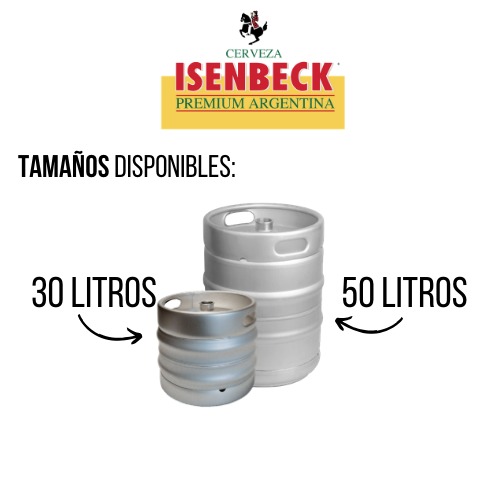 CERVEZA
ISENBECK
PREMIUM ARGENTINA
TAMAÑOS DISPONIBLES:
30 LITROS
50 LITROS